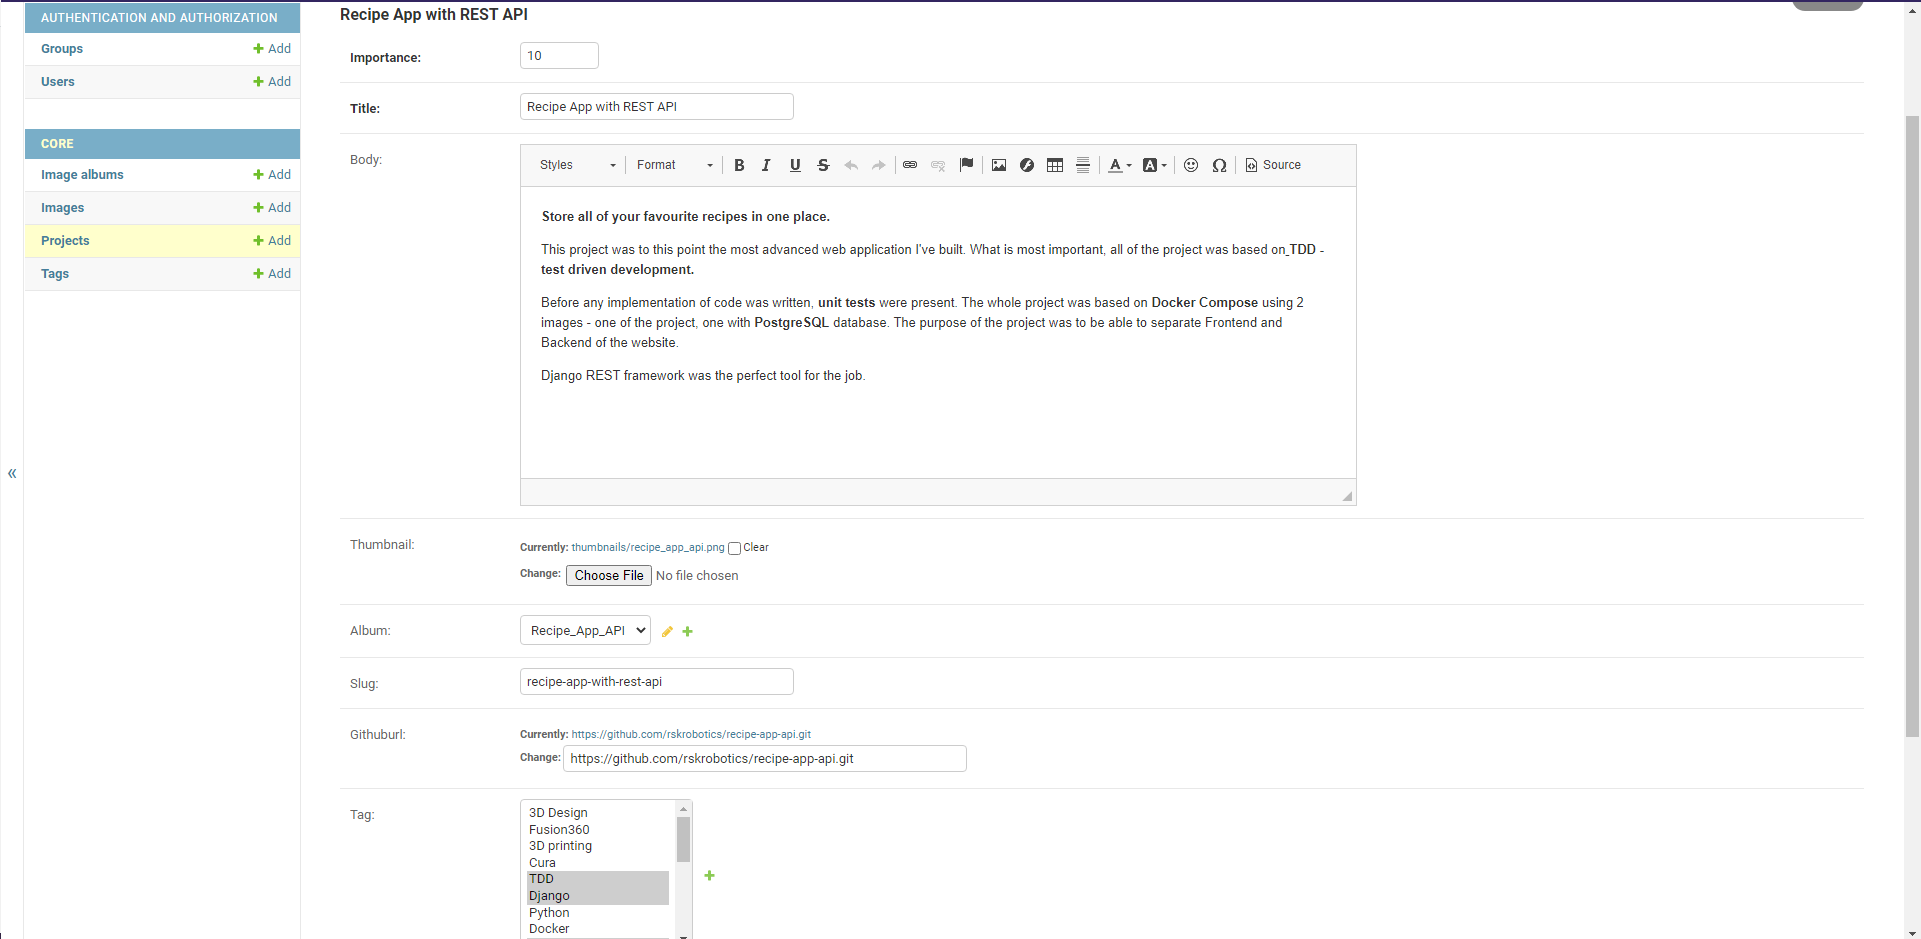 AUTHENTICATION AND AUTHORIZATION
Groups
Add
Users
Add
CORE
Image albums
Add
Images
Add
Projects
Add
Tags
Add
«
Recipe App with REST API
Importance:
10
Title:
Recipe App with REST API
Body:
Styles
Format
B I U S
A
A
Ω
Source
Store all of your favourite recipes in one place.
This project was to this point the most advanced web application I've built. What is most important, all of the project was based on TDD -
test driven development.
Before any implementation of code was written, unit tests were present. The whole project was based on Docker Compose using 2
images - one of the project, one with PostgreSQL database. The purpose of the project was to be able to separate Frontend and
Backend of the website.
Django REST framework was the perfect tool for the job.
Thumbnail:
Currently: thumbnails/recipe_app_api.png Clear
Change: Choose File No file chosen
Album:
Recipe_App_API
Slug:
recipe-app-with-rest-api
Githuburl:
Currently: https://github.com/rskrobotics/recipe-app-api.git
Change: https://github.com/rskrobotics/recipe-app-api.git
Tag:
3D Design
Fusion360
3D printing
Cura
TDD
Django
Python
Docker